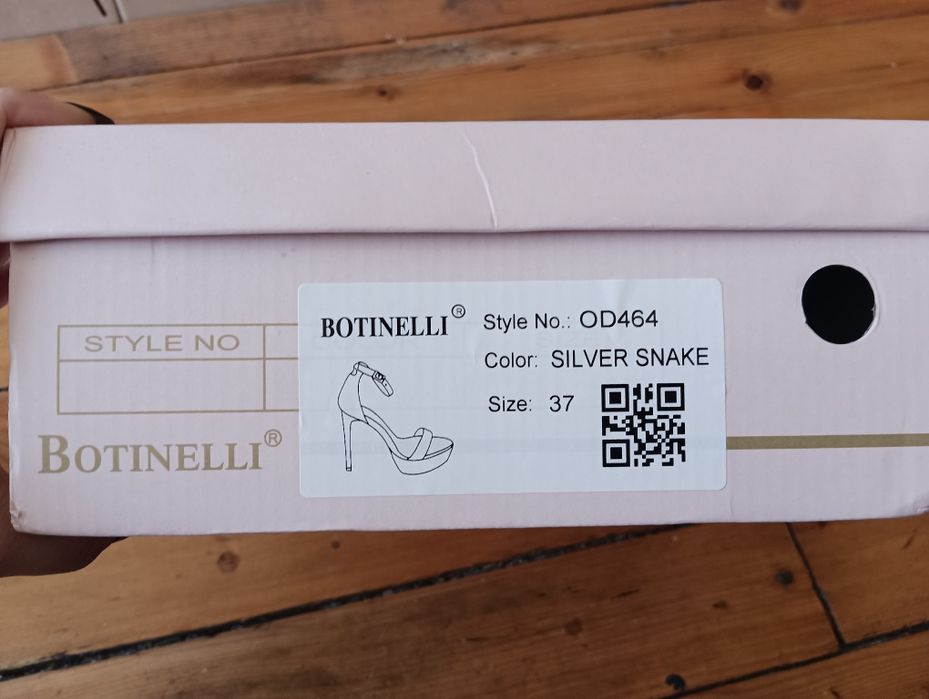 BOTINELLI®
Style No.: OD464
Color: SILVER SNAKE
Size: 37
STYLE NO
BOTINELLI®